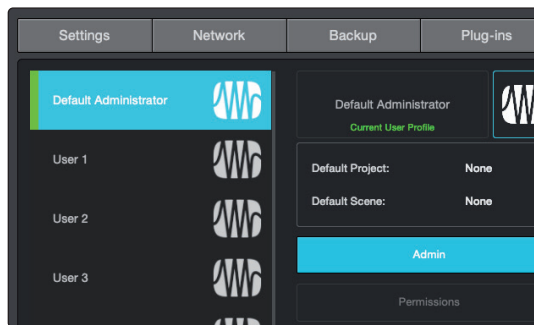 Settings Network Backup Plug-ins
Default Administrator
User 1
User 2
User 3
Default Administrator
Current User Profile
Default Project: None
Default Scene: None
Admin
Permissions